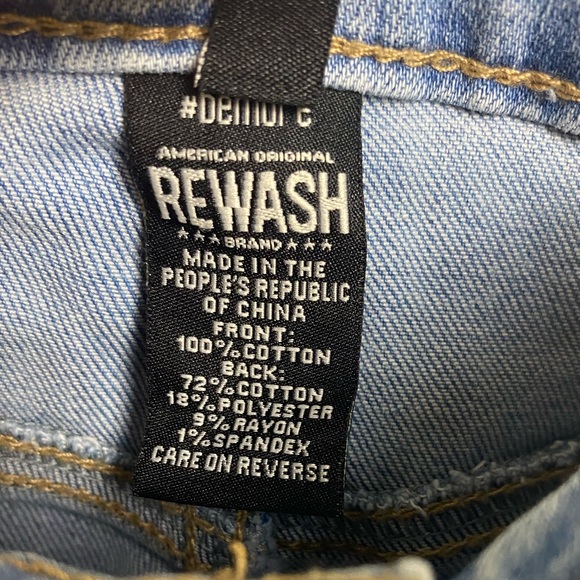 AMERICAN ORIGINAL
REWASH
BRAND
MADE IN THE
PEOPLE'S REPUBLIC
OF CHINA
FRONT:
100%COTTON
BACK:
72%COTTON
18%POLYESTER
9%RAYON
1%SPANDEX
CARE ON REVERSE